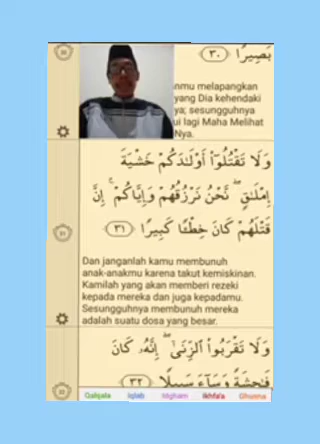 بَصِيرًا ﴿٣٠﴾
nmu melapangkan
yang Dia kehendaki
ya; sesungguhnya
ui lagi Maha Melihat
Nya.
وَلَا تَقْتُلُوٓا۟ أَوْلَـٰدَكُمْ خَشْيَةَ
إِمْلَـٰقٍ ۖ نَّحْنُ نَرْزُقُهُمْ وَإِيَّاكُمْ ۚ إِنَّ
قَتْلَهُمْ كَانَ خِطْـًٔا كَبِيرًا ﴿٣١﴾
Dan janganlah kamu membunuh
anak-anakmu karena takut kemiskinan.
Kamilah yang akan memberi rezeki
kepada mereka dan juga kepadamu.
Sesungguhnya membunuh mereka
adalah suatu dosa yang besar.
وَلَا تَقْرَبُوا۟ ٱلزِّنَىٰٓ ۖ إِنَّهُۥ كَانَ
فَـٰحِشَةً وَسَآءَ سَبِيلًا ﴿٣٢﴾
Qalqala Iqlab Idgham Ikhfa'a Ghunna